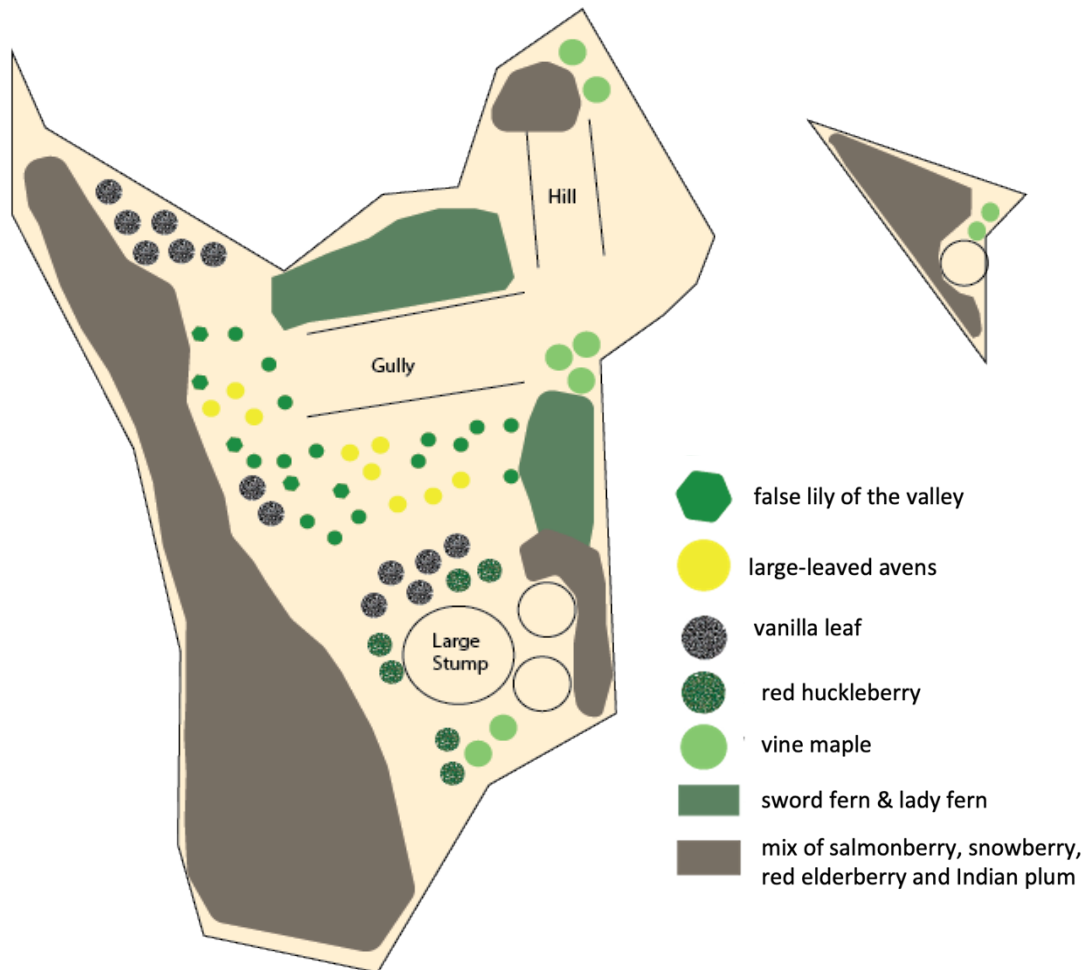 Hill
Gully
Large
Stump
false lily of the valley
large-leaved avens
vanilla leaf
red huckleberry
vine maple
sword fern & lady fern
mix of salmonberry, snowberry,
red elderberry and Indian plum